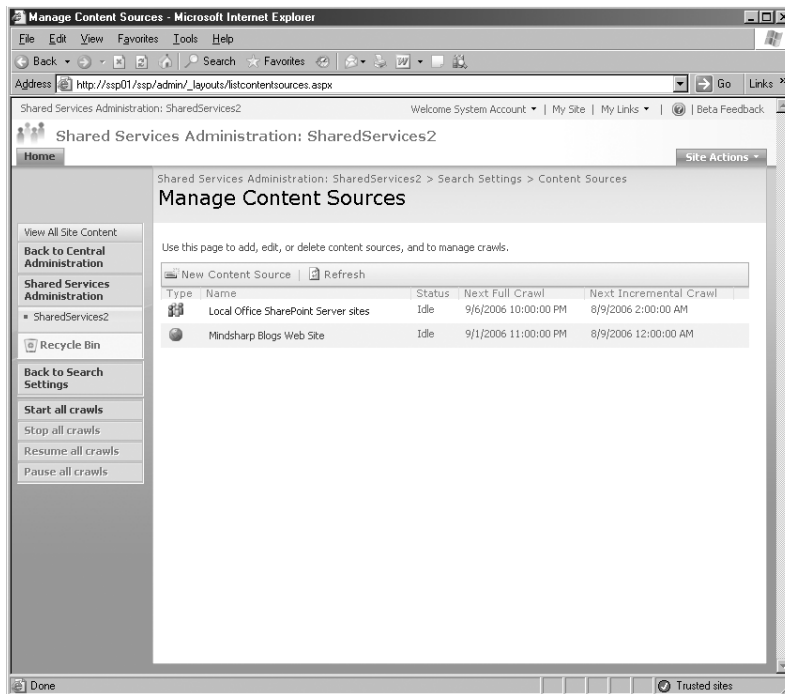 Manage Content Sources - Microsoft Internet Explorer
File Edit View Favorites Tools Help
Back Search Favorites
Address http://ssp01/ssp/admin/_layouts/listcontentsources.aspx Go Links »
Shared Services Administration: SharedServices2 Welcome System Account | My Site | My Links | | Beta Feedback
Shared Services Administration: SharedServices2
Home Site Actions
Shared Services Administration: SharedServices2 > Search Settings > Content Sources
Manage Content Sources
View All Site Content
Back to Central
Administration
Shared Services
Administration
SharedServices2
Recycle Bin
Back to Search
Settings
Start all crawls
Stop all crawls
Resume all crawls
Pause all crawls
Use this page to add, edit, or delete content sources, and to manage crawls.
New Content Source | Refresh
Type Name Status Next Full Crawl Next Incremental Crawl
Local Office SharePoint Server sites Idle 9/6/2006 10:00:00 PM 8/9/2006 2:00:00 AM
Mindsharp Blogs Web Site Idle 9/1/2006 11:00:00 PM 8/9/2006 12:00:00 AM
Done Trusted sites